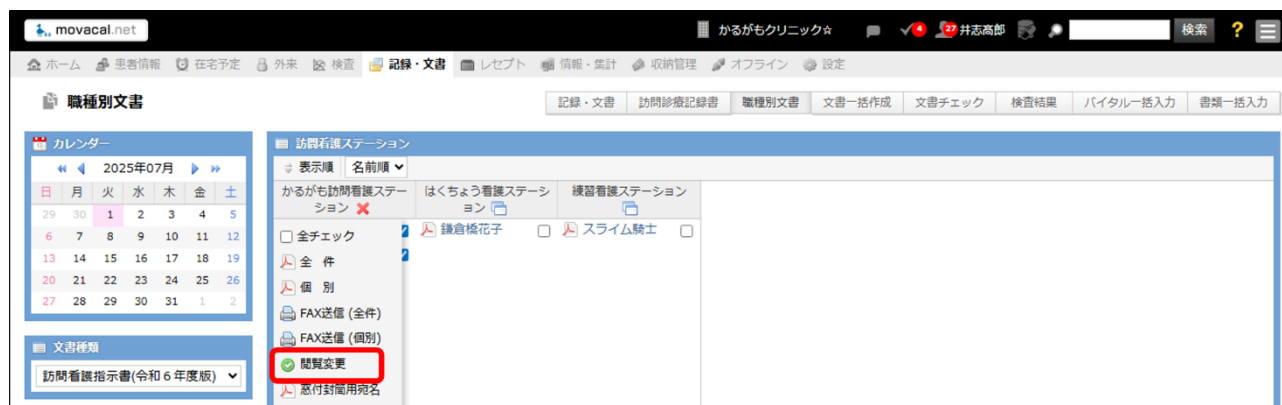 movacal.net
かるがもクリニック☆
4
27
井志高郎
検索
?
ホーム 患者情報 在宅予定 外来 検査 記録・文書 レセプト 情報・集計 収納管理 オフライン 設定
職種別文書
記録・文書 訪問診療記録書 職種別文書 文書一括作成 文書チェック 検査結果 バイタル一括入力 書類一括入力
カレンダー
2025年07月
日 月 火 水 木 金 土
29 30 1 2 3 4 5
6 7 8 9 10 11 12
13 14 15 16 17 18 19
20 21 22 23 24 25 26
27 28 29 30 31 1 2
文書種類
訪問看護指示書(令和６年度版)
訪問看護ステーション
表示順 名前順
かるがも訪問看護ステー
ション
はくちょう看護ステーシ
ョン
練習看護ステーション
鎌倉橋花子
スライム騎士
全チェック
全 件
個 別
FAX送信 (全件)
FAX送信 (個別)
閲覧変更
窓付封筒用宛名